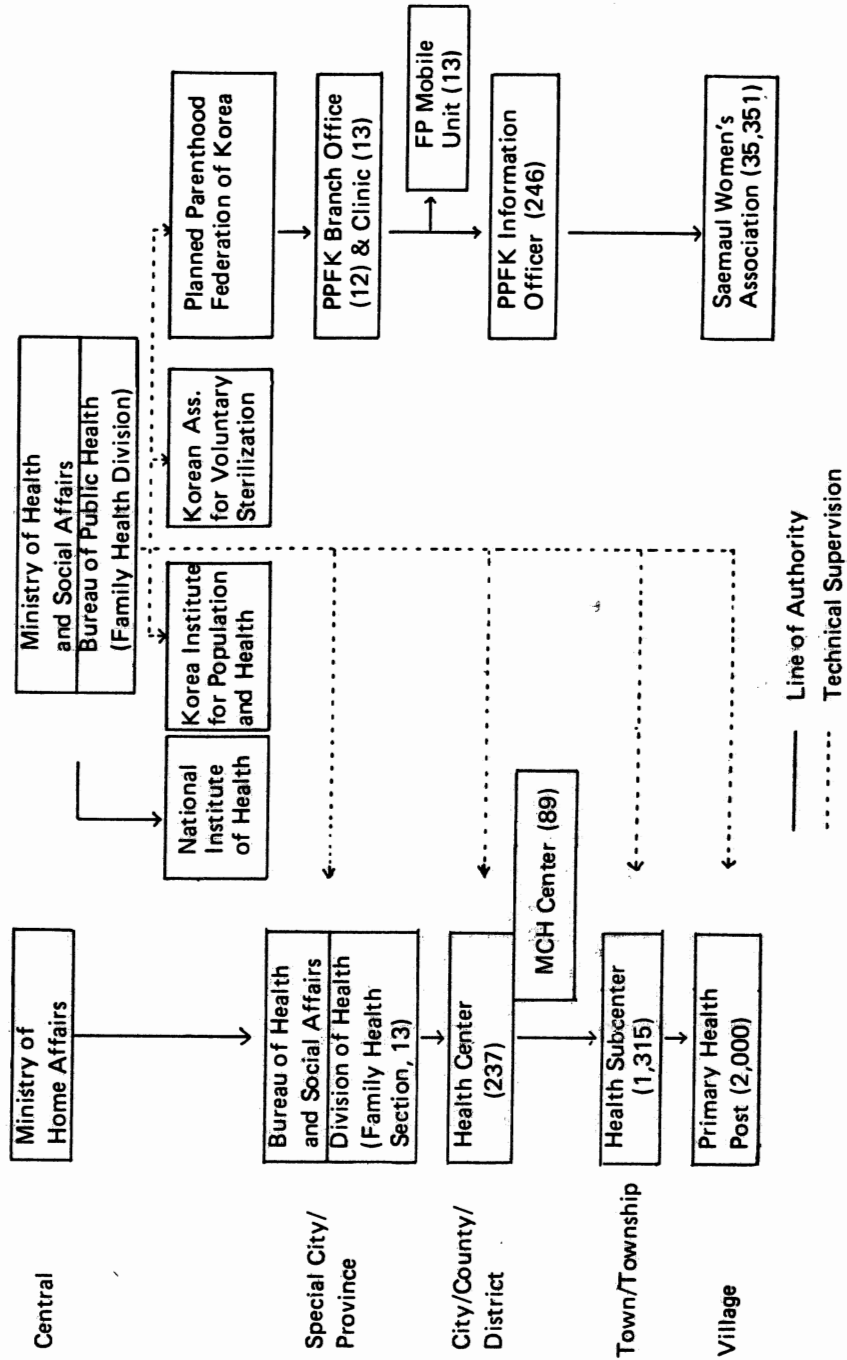 Central
Special City/
Province
City/County/
District
Town/Township
Village
Ministry of
Home Affairs
Bureau of Health
and Social Affairs
Division of Health
(Family Health
Section, 13)
Health Center
(237)
MCH Center (89)
Health Subcenter
(1,315)
Primary Health
Post (2,000)
Ministry of Health
and Social Affairs
Bureau of Public Health
(Family Health Division)
National
Institute
of Health
Korea Institute
for Population
and Health
Korean Ass.
for Voluntary
Sterilization
Planned Parenthood
Federation of Korea
PPFK Branch Office
(12) & Clinic (13)
FP Mobile
Unit (13)
PPFK Information
Officer (246)
Saemaul Women's
Association (35,351)
Line of Authority
Technical Supervision